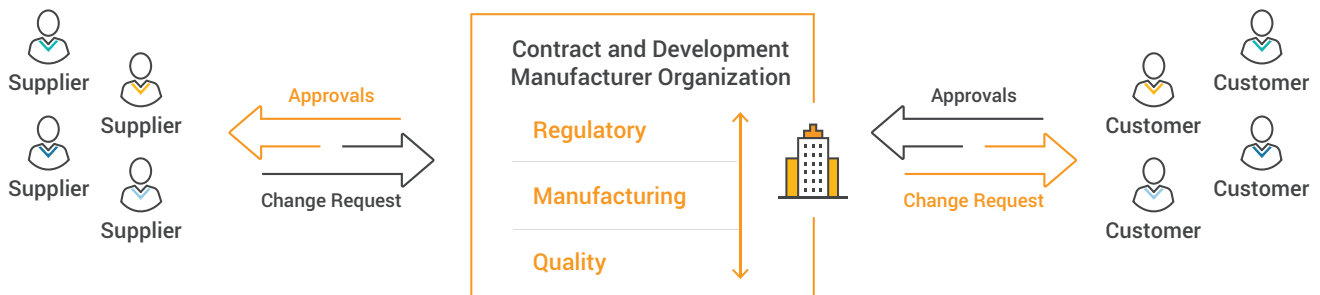 Supplier
Supplier
Supplier
Supplier
Approvals
Change Request
Contract and Development
Manufacturer Organization
Regulatory
Manufacturing
Quality
Approvals
Change Request
Customer
Customer
Customer
Customer